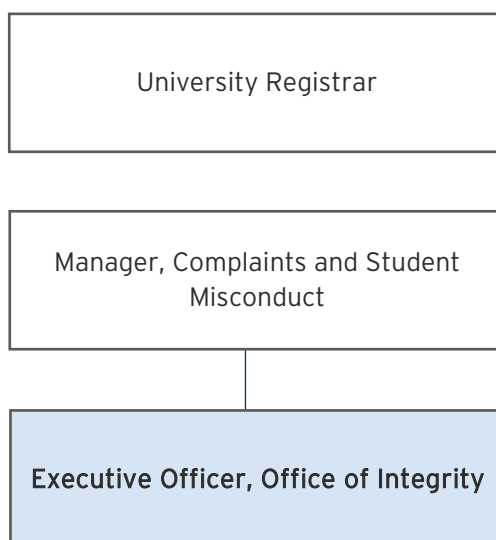 University Registrar
Manager, Complaints and Student
Misconduct
Executive Officer, Office of Integrity